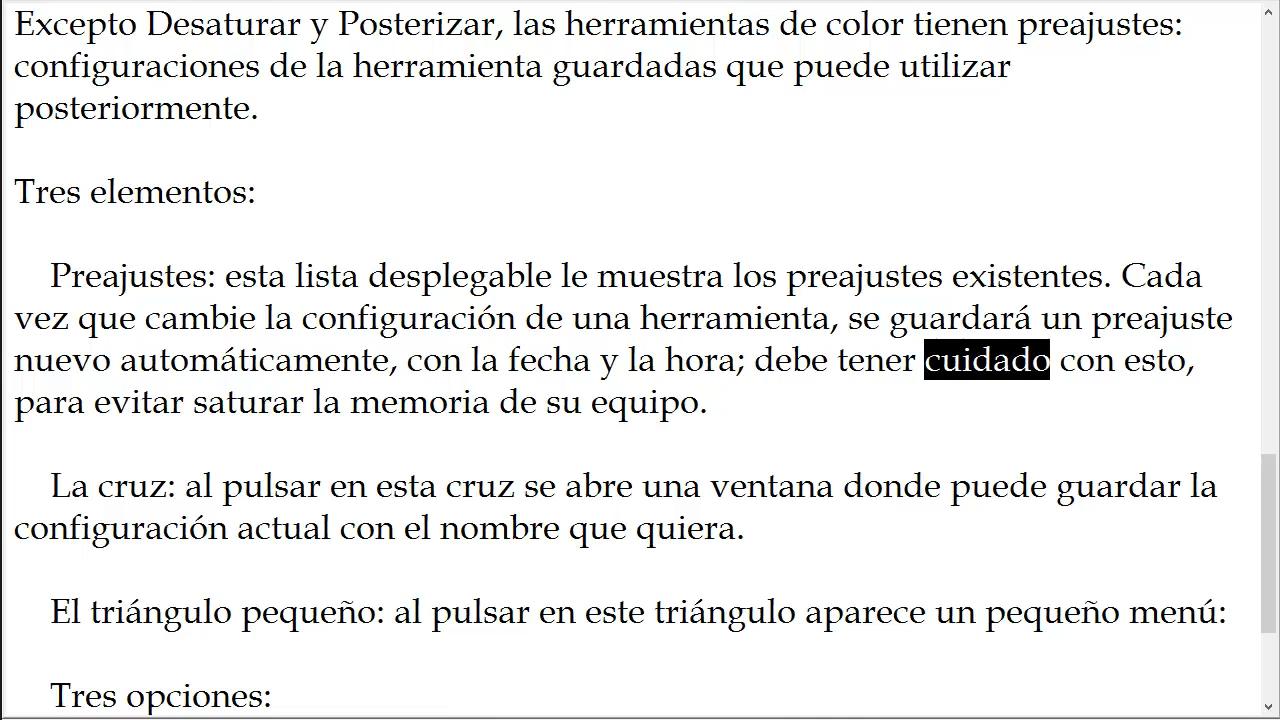 Excepto Desaturar y Posterizar, las herramientas de color tienen preajustes:
configuraciones de la herramienta guardadas que puede utilizar
posteriormente.
Tres elementos:
Preajustes: esta lista desplegable le muestra los preajustes existentes. Cada
vez que cambie la configuración de una herramienta, se guardará un preajuste
nuevo automáticamente, con la fecha y la hora; debe tener cuidado con esto,
para evitar saturar la memoria de su equipo.
La cruz: al pulsar en esta cruz se abre una ventana donde puede guardar la
configuración actual con el nombre que quiera.
El triángulo pequeño: al pulsar en este triángulo aparece un pequeño menú:
Tres opciones: